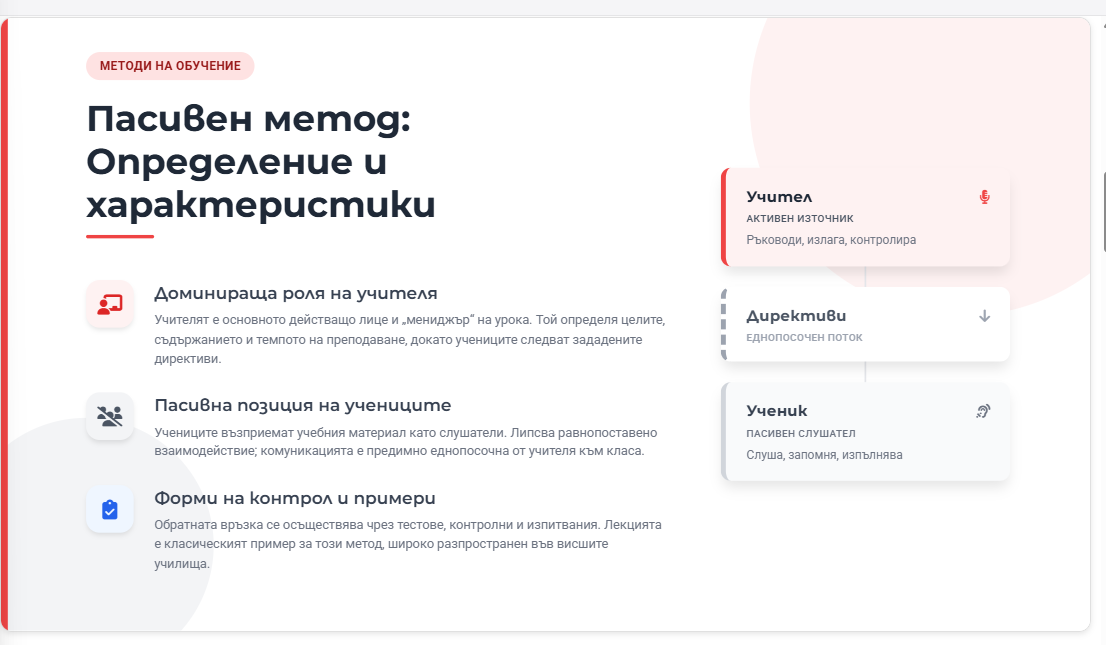 МЕТОДИ НА ОБУЧЕНИЕ
Пасивен метод:
Определение и
характеристики
Доминираща роля на учителя
Учителят е основното действащо лице и „мениджър“ на урока. Той определя целите,
съдържанието и темпото на преподаване, докато учениците следват зададените
директиви.
Пасивна позиция на учениците
Учениците възприемат учебния материал като слушатели. Липсва равнопоставено
взаимодействие; комуникацията е предимно еднопосочна от учителя към класа.
Форми на контрол и примери
Обратната връзка се осъществява чрез тестове, контролни и изпитвания. Лекцията
е класическият пример за този метод, широко разпространен във висшите
училища.
Учител
АКТИВЕН ИЗТОЧНИК
Ръководи, излага, контролира
Директиви
ЕДНОПОСОЧЕН ПОТОК
Ученик
ПАСИВЕН СЛУШАТЕЛ
Слуша, запомня, изпълнява